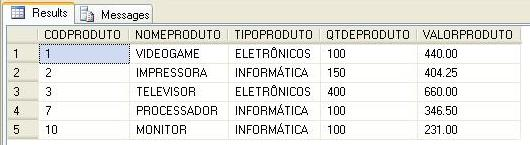 Results Messages
CODPRODUTO NOMEPRODUTO TIPOPRODUTO QTDEPRODUTO VALORPRODUTO
1 1 VIDEOGAME ELETRÔNICOS 100 440.00
2 2 IMPRESSORA INFORMÁTICA 150 404.25
3 3 TELEVISOR ELETRÔNICOS 400 660.00
4 7 PROCESSADOR INFORMÁTICA 100 346.50
5 10 MONITOR INFORMÁTICA 100 231.00